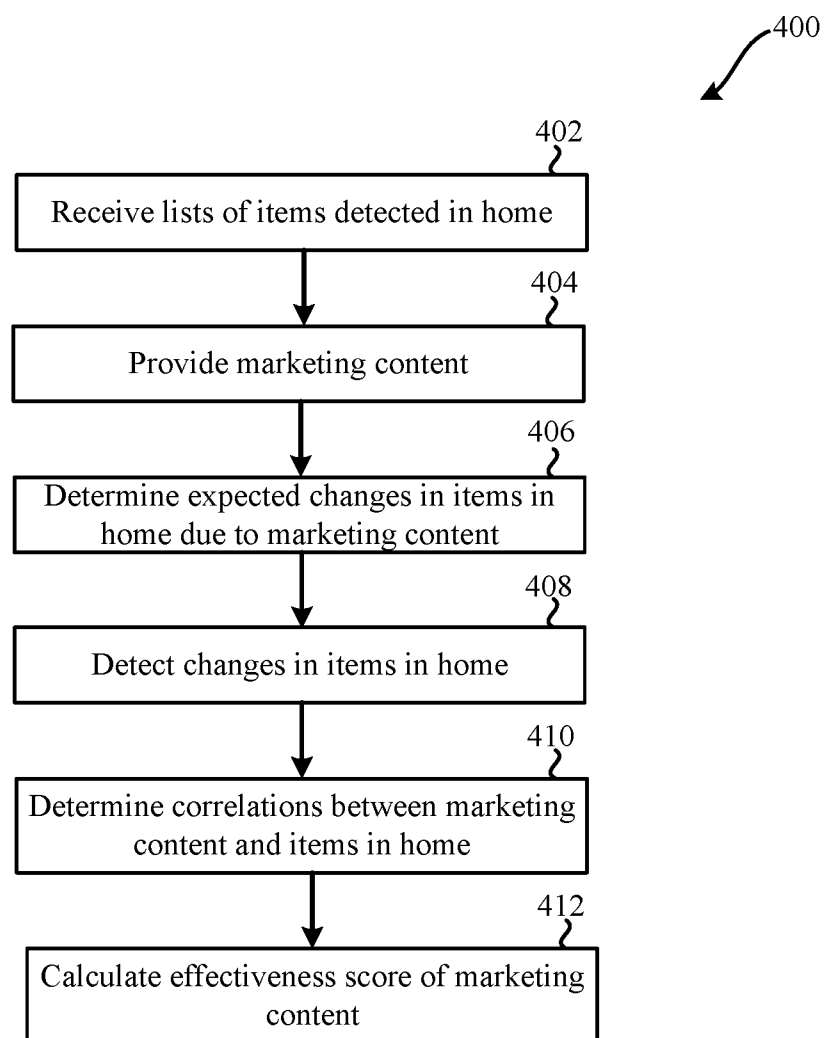 400
402
Receive lists of items detected in home
404
Provide marketing content
406
Determine expected changes in items in
home due to marketing content
408
Detect changes in items in home
410
Determine correlations between marketing
content and items in home
412
Calculate effectiveness score of marketing
content